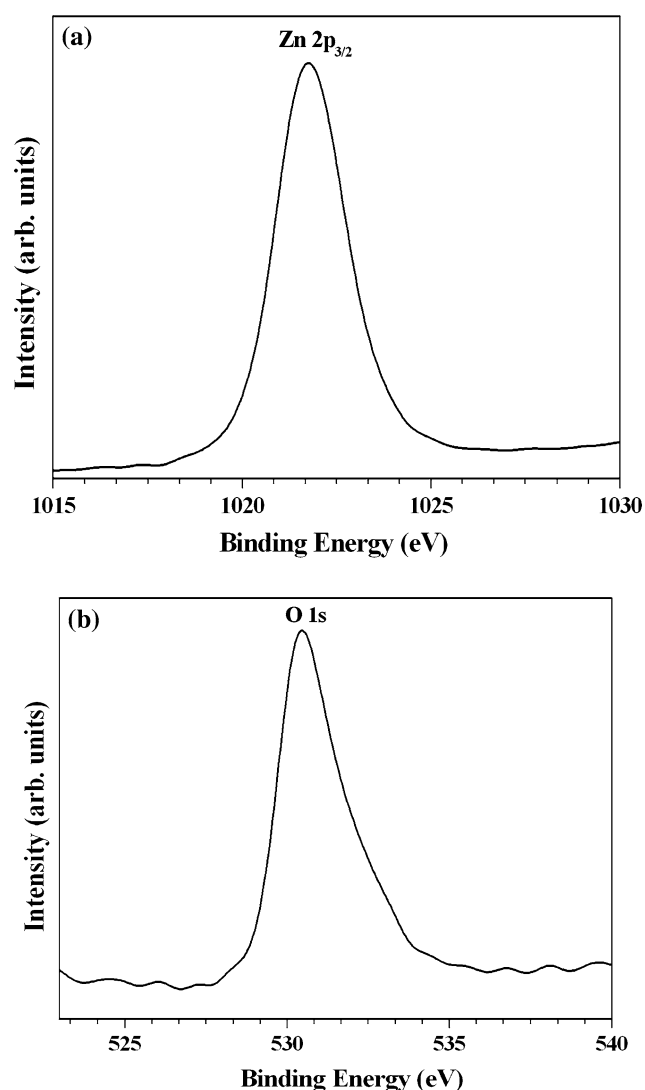 (a)
Zn 2p3/2
Intensity (arb. units)
1015 1020 1025 1030
Binding Energy (eV)
(b)
O 1s
Intensity (arb. units)
525 530 535 540
Binding Energy (eV)